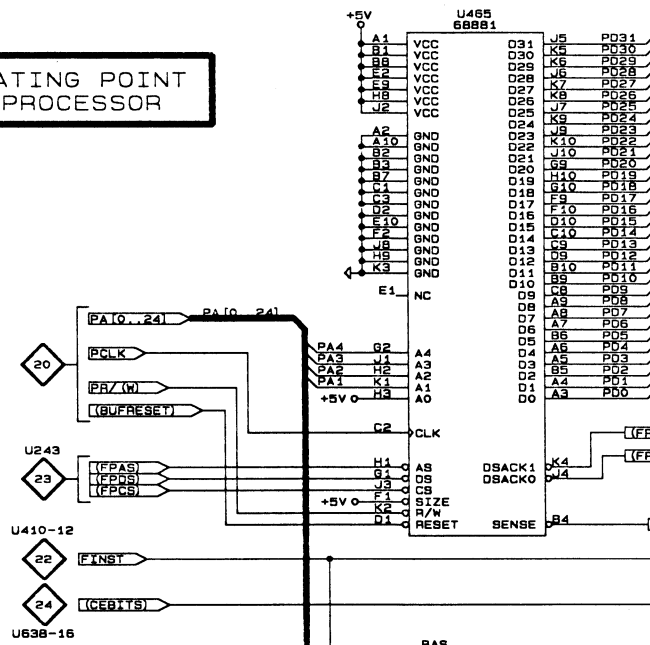 +5V
U465
68881
ATING POINT
PROCESSOR
A1 VCC D31 J5 PD31
B1 VCC D30 K5 PD30
B8 VCC D29 K6 PD29
E2 VCC D28 J6 PD28
E9 VCC D27 K7 PD27
H8 VCC D26 K8 PD26
J2 VCC D25 J7 PD25
D24 K9 PD24
A2 GND D23 J9 PD23
A10 GND D22 K10 PD22
B2 GND D21 J10 PD21
B3 GND D20 G9 PD20
B7 GND D19 H10 PD19
C1 GND D18 G10 PD18
C3 GND D17 F9 PD17
D2 GND D16 F10 PD16
E10 GND D15 D10 PD15
F2 GND D14 C10 PD14
J8 GND D13 C9 PD13
H9 GND D12 D9 PD12
K3 GND D11 B10 PD11
D10 B9 PD10
E1 NC D9 C8 PD9
D8 A9 PD8
PA[0..24] PA[0..24] D7 A8 PD7
D6 A7 PD6
D5 B6 PD5
PCLK PA4 G2 A4 D4 A6 PD4
20 PA3 J1 A3 D3 A5 PD3
PA2 H2 A2 D2 B5 PD2
PR/(W) PA1 K1 A1 D1 A4 PD1
+5V H3 A0 D0 A3 PD0
(BUFRESET)
C2 CLK
U243
(FPAS) H1 AS DSACK1 K4
23 (FPDS) G1 DS DSACK0 J4
(FPCS) J3 CS
+5V F1 SIZE
K2 R/W
D1 RESET SENSE B4
U410-12
22 FINST
24 (CEBITS)
U638-16